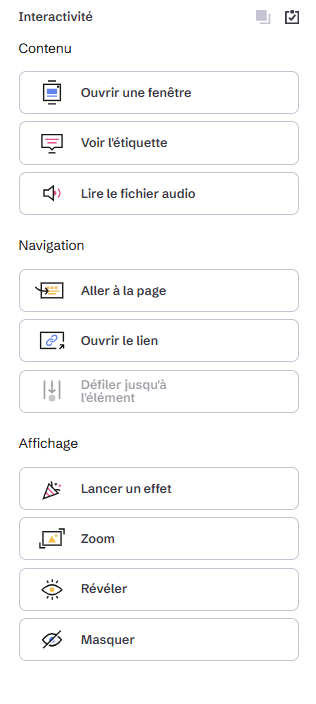 Interactivité
Contenu
Ouvrir une fenêtre
Voir l'étiquette
Lire le fichier audio
Navigation
Aller à la page
Ouvrir le lien
Défiler jusqu'à
l'élément
Affichage
Lancer un effet
Zoom
Révéler
Masquer